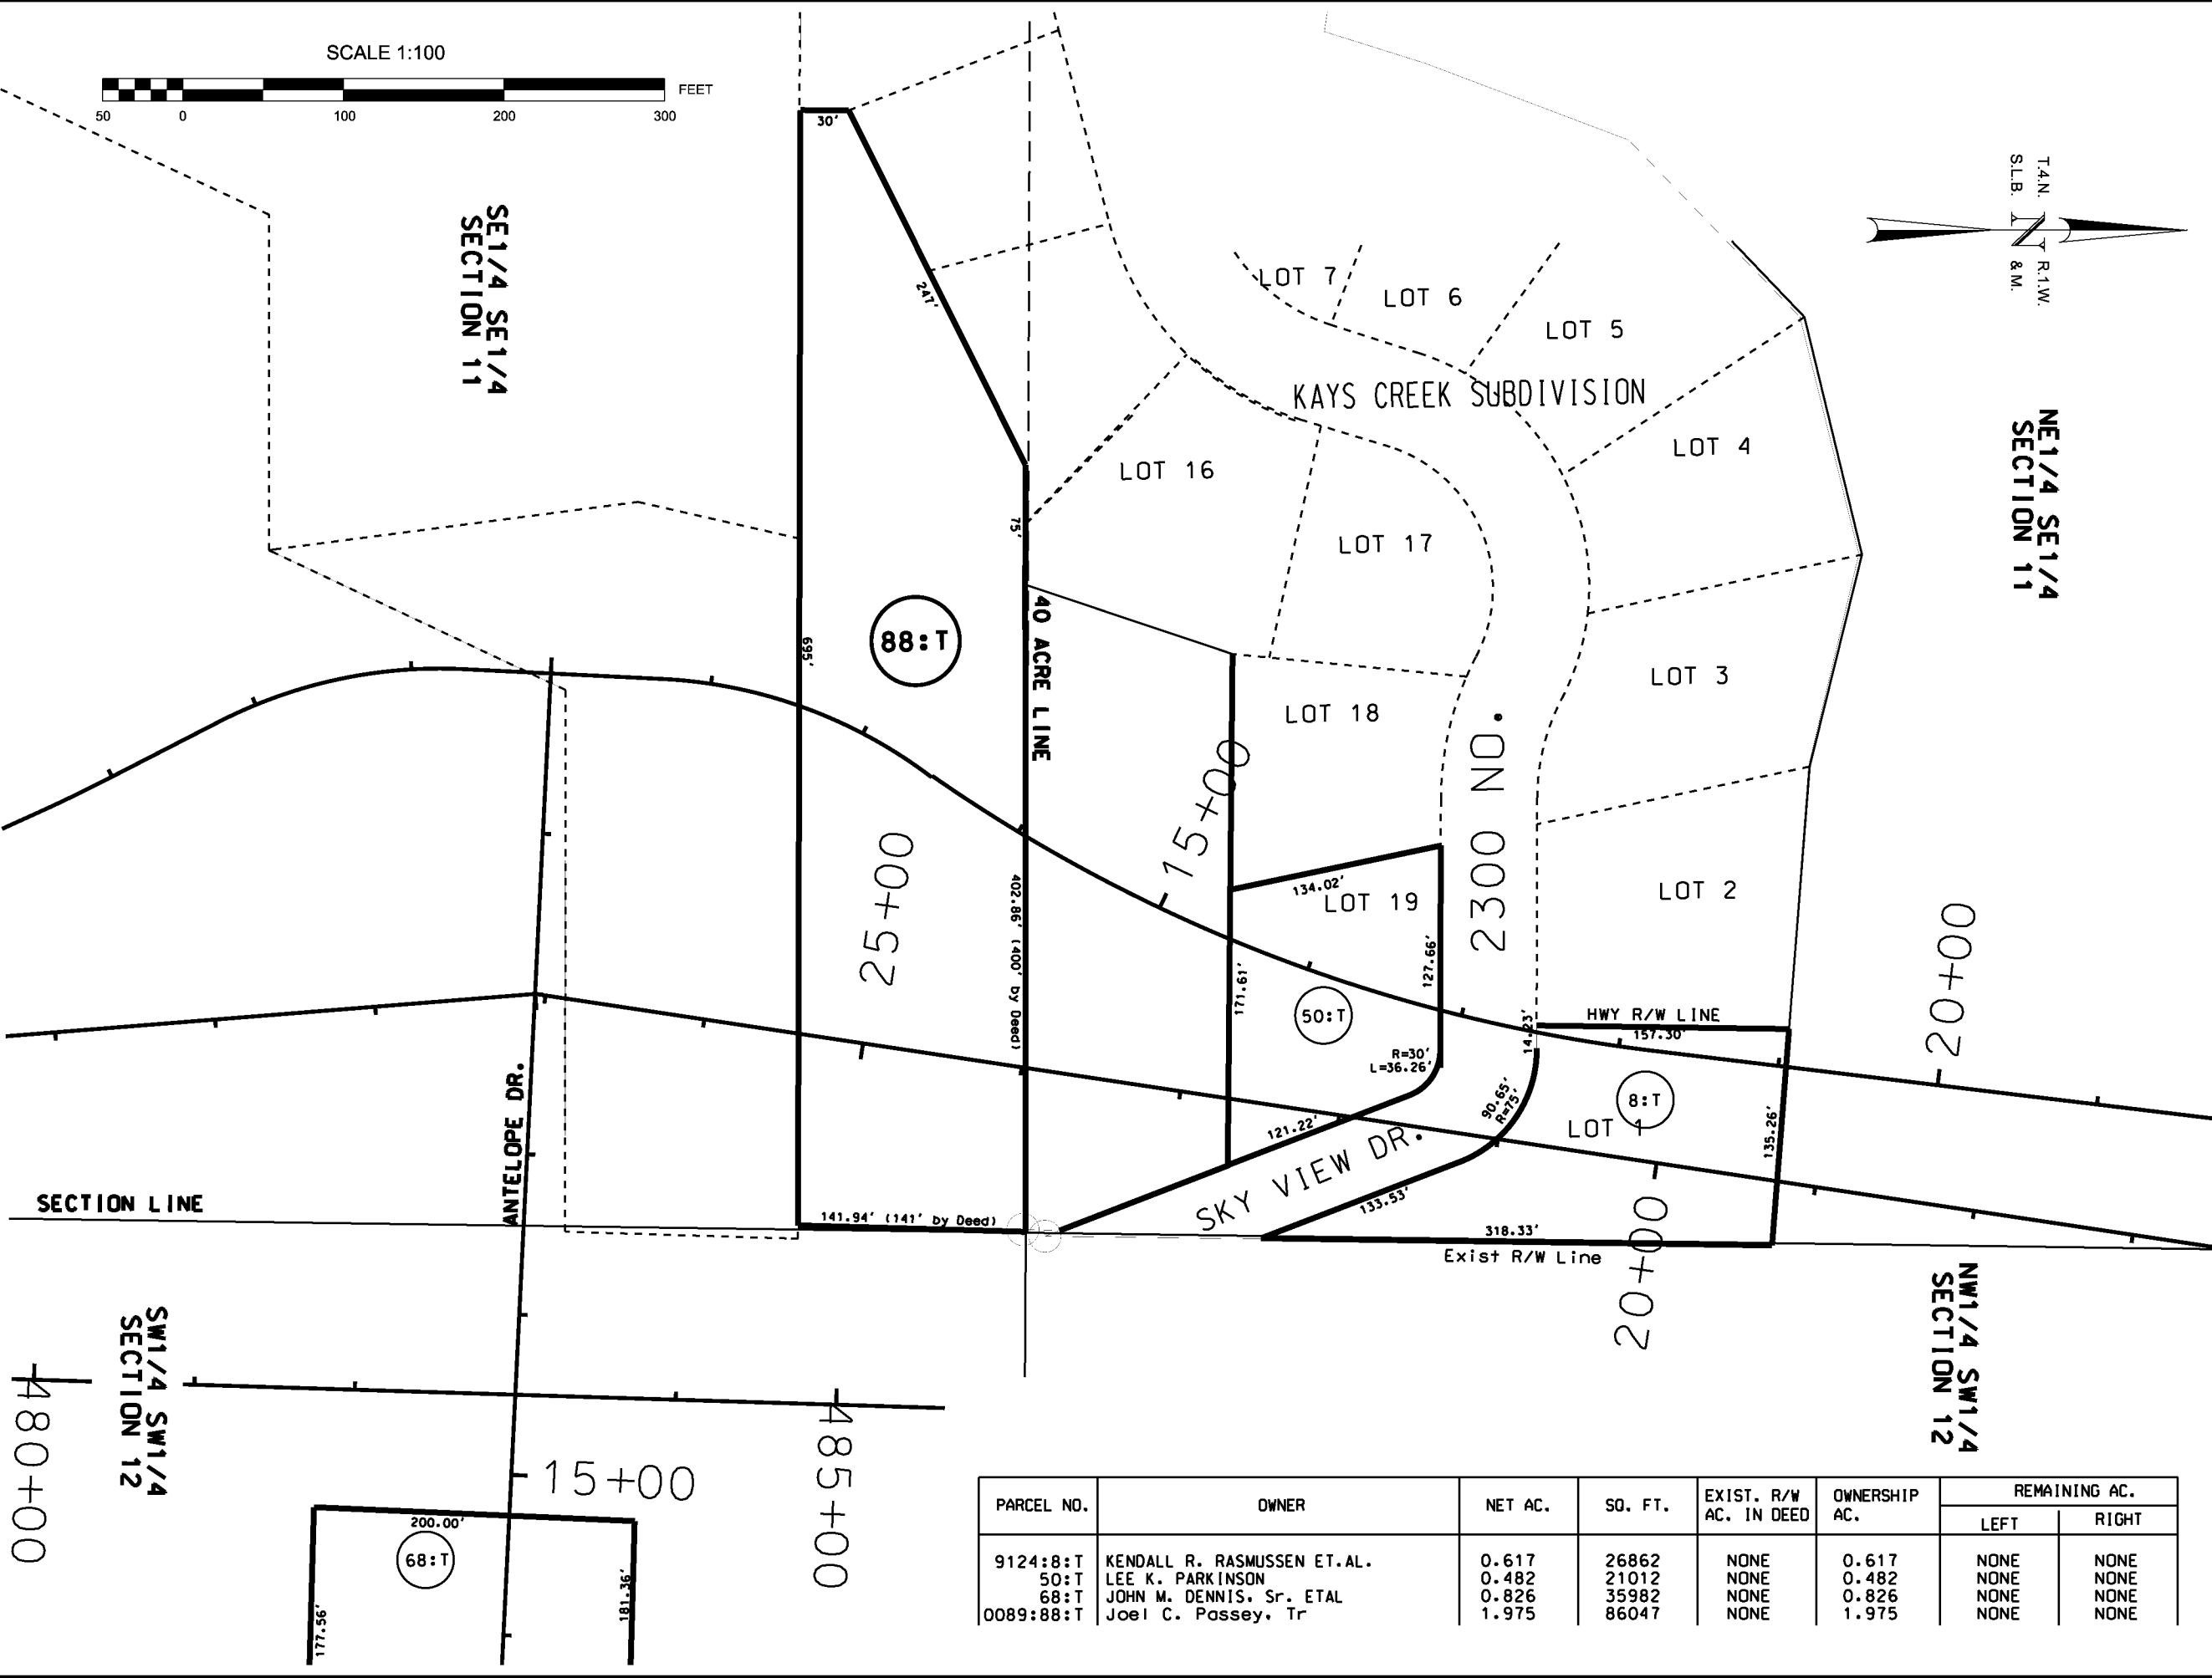 SCALE 1:100
FEET
50 0 100 200 300
T.4.N. R.1.W.
S.L.B. & M.
N
SE1/4 SE1/4
SECTION 11
NE1/4 SE1/4
SECTION 11
30'
247'
75'
695'
88:T
40 ACRE LINE
402.86' (400' by Deed)
141.94' (141' by Deed)
LOT 7
LOT 6
LOT 5
KAYS CREEK SUBDIVISION
LOT 4
LOT 16
LOT 17
LOT 3
LOT 18
2300 NO.
LOT 2
15+00
25+00
20+00
134.02'
LOT 19
127.66'
171.61'
50:T
R=30'
L=36.26'
14.23'
HWY R/W LINE
157.30'
8:T
LOT 1
90.65'
R=75'
135.26'
121.22'
SKY VIEW DR.
133.53'
318.33'
Exist R/W Line
20+00
ANTELOPE DR.
SECTION LINE
SW1/4 SW1/4
SECTION 12
NW1/4 SW1/4
SECTION 12
480+00
485+00
15+00
200.00'
68:T
177.56'
181.36'
PARCEL NO. OWNER NET AC. SQ. FT. EXIST. R/W AC. IN DEED OWNERSHIP AC. REMAINING AC.
LEFT RIGHT
9124:8:T KENDALL R. RASMUSSEN ET.AL. 0.617 26862 NONE 0.617 NONE NONE
50:T LEE K. PARKINSON 0.482 21012 NONE 0.482 NONE NONE
68:T JOHN M. DENNIS, Sr. ETAL 0.826 35982 NONE 0.826 NONE NONE
0089:88:T Joel C. Passey, Tr 1.975 86047 NONE 1.975 NONE NONE